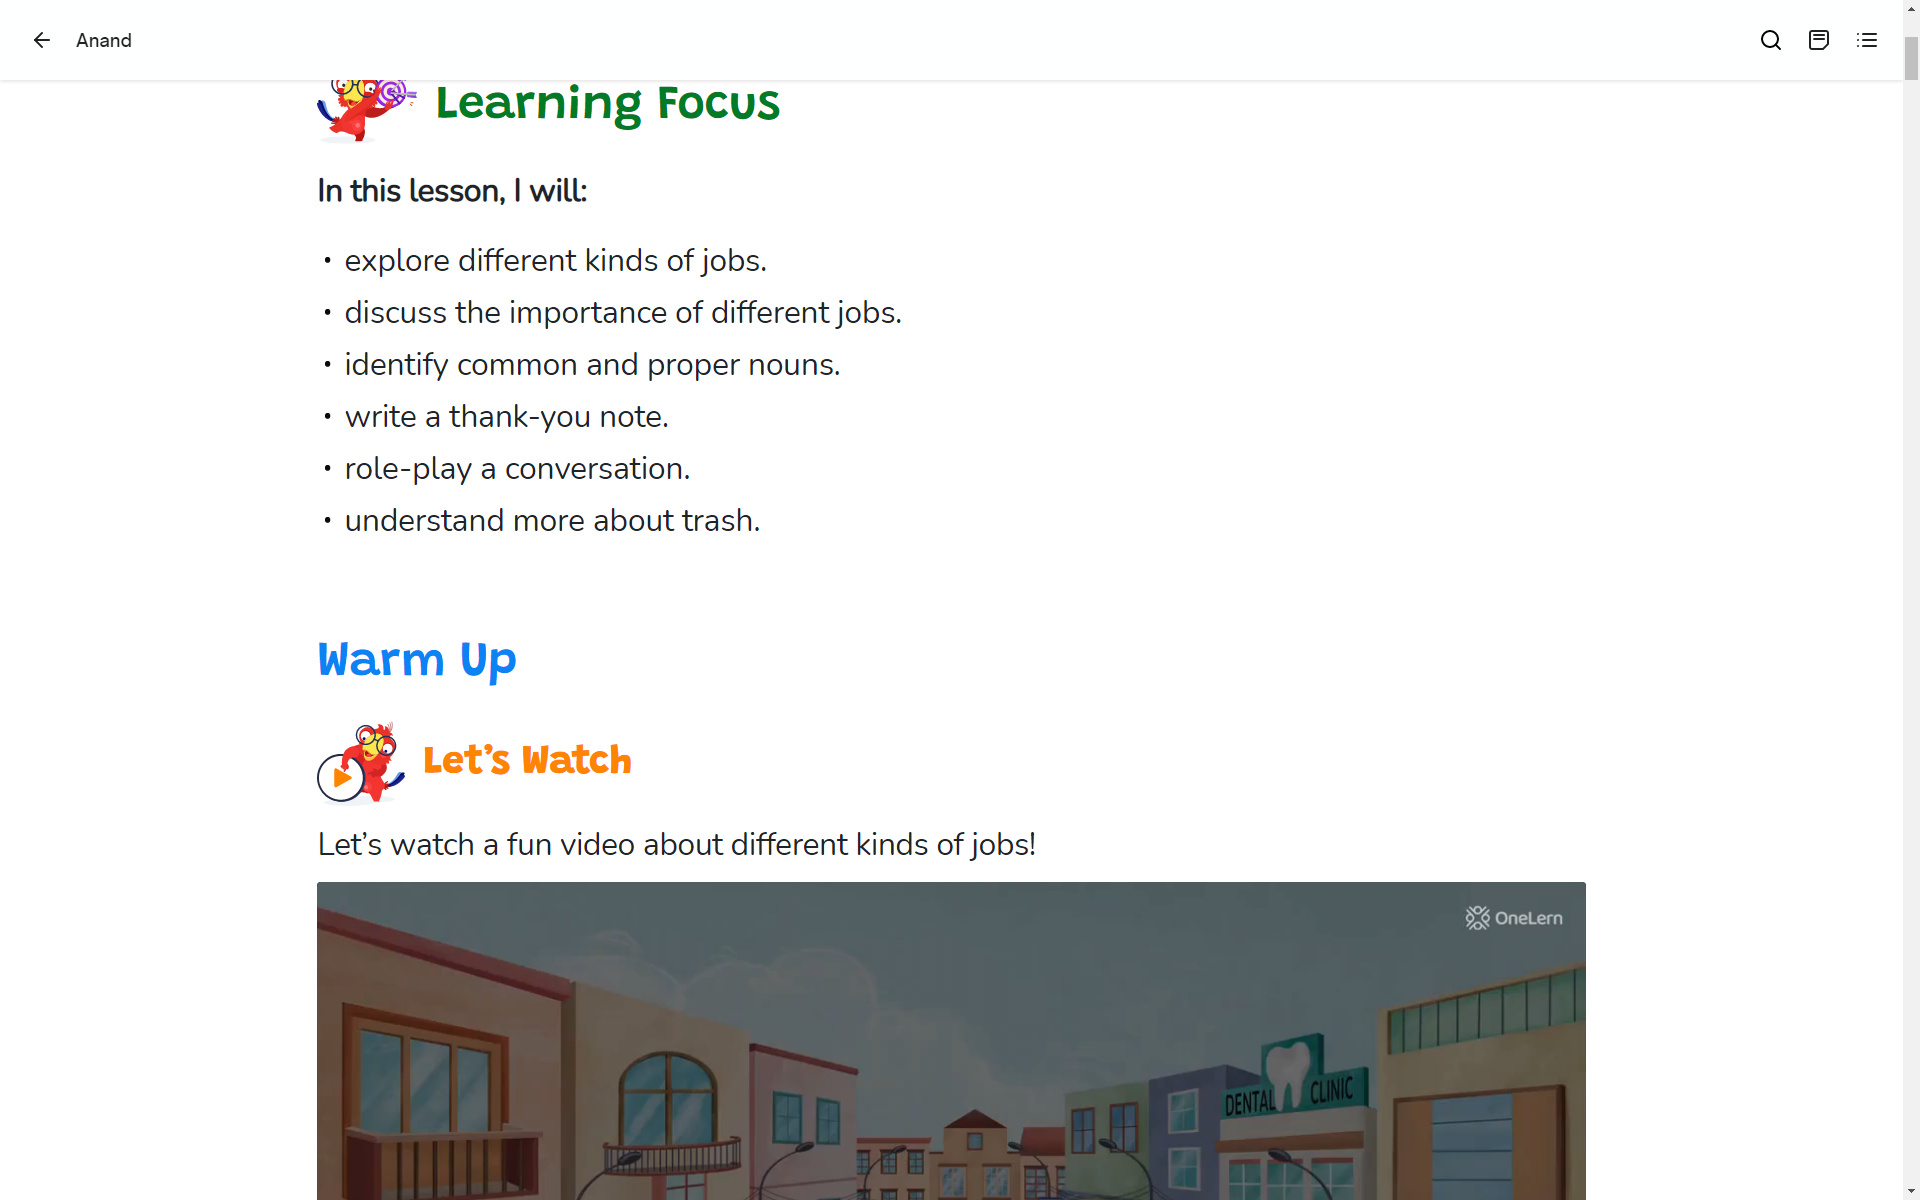 Anand
Learning Focus
In this lesson, I will:
• explore different kinds of jobs.
• discuss the importance of different jobs.
• identify common and proper nouns.
• write a thank-you note.
• role-play a conversation.
• understand more about trash.
Warm Up
Let’s Watch
Let’s watch a fun video about different kinds of jobs!
OneLern
DENTAL CLINIC